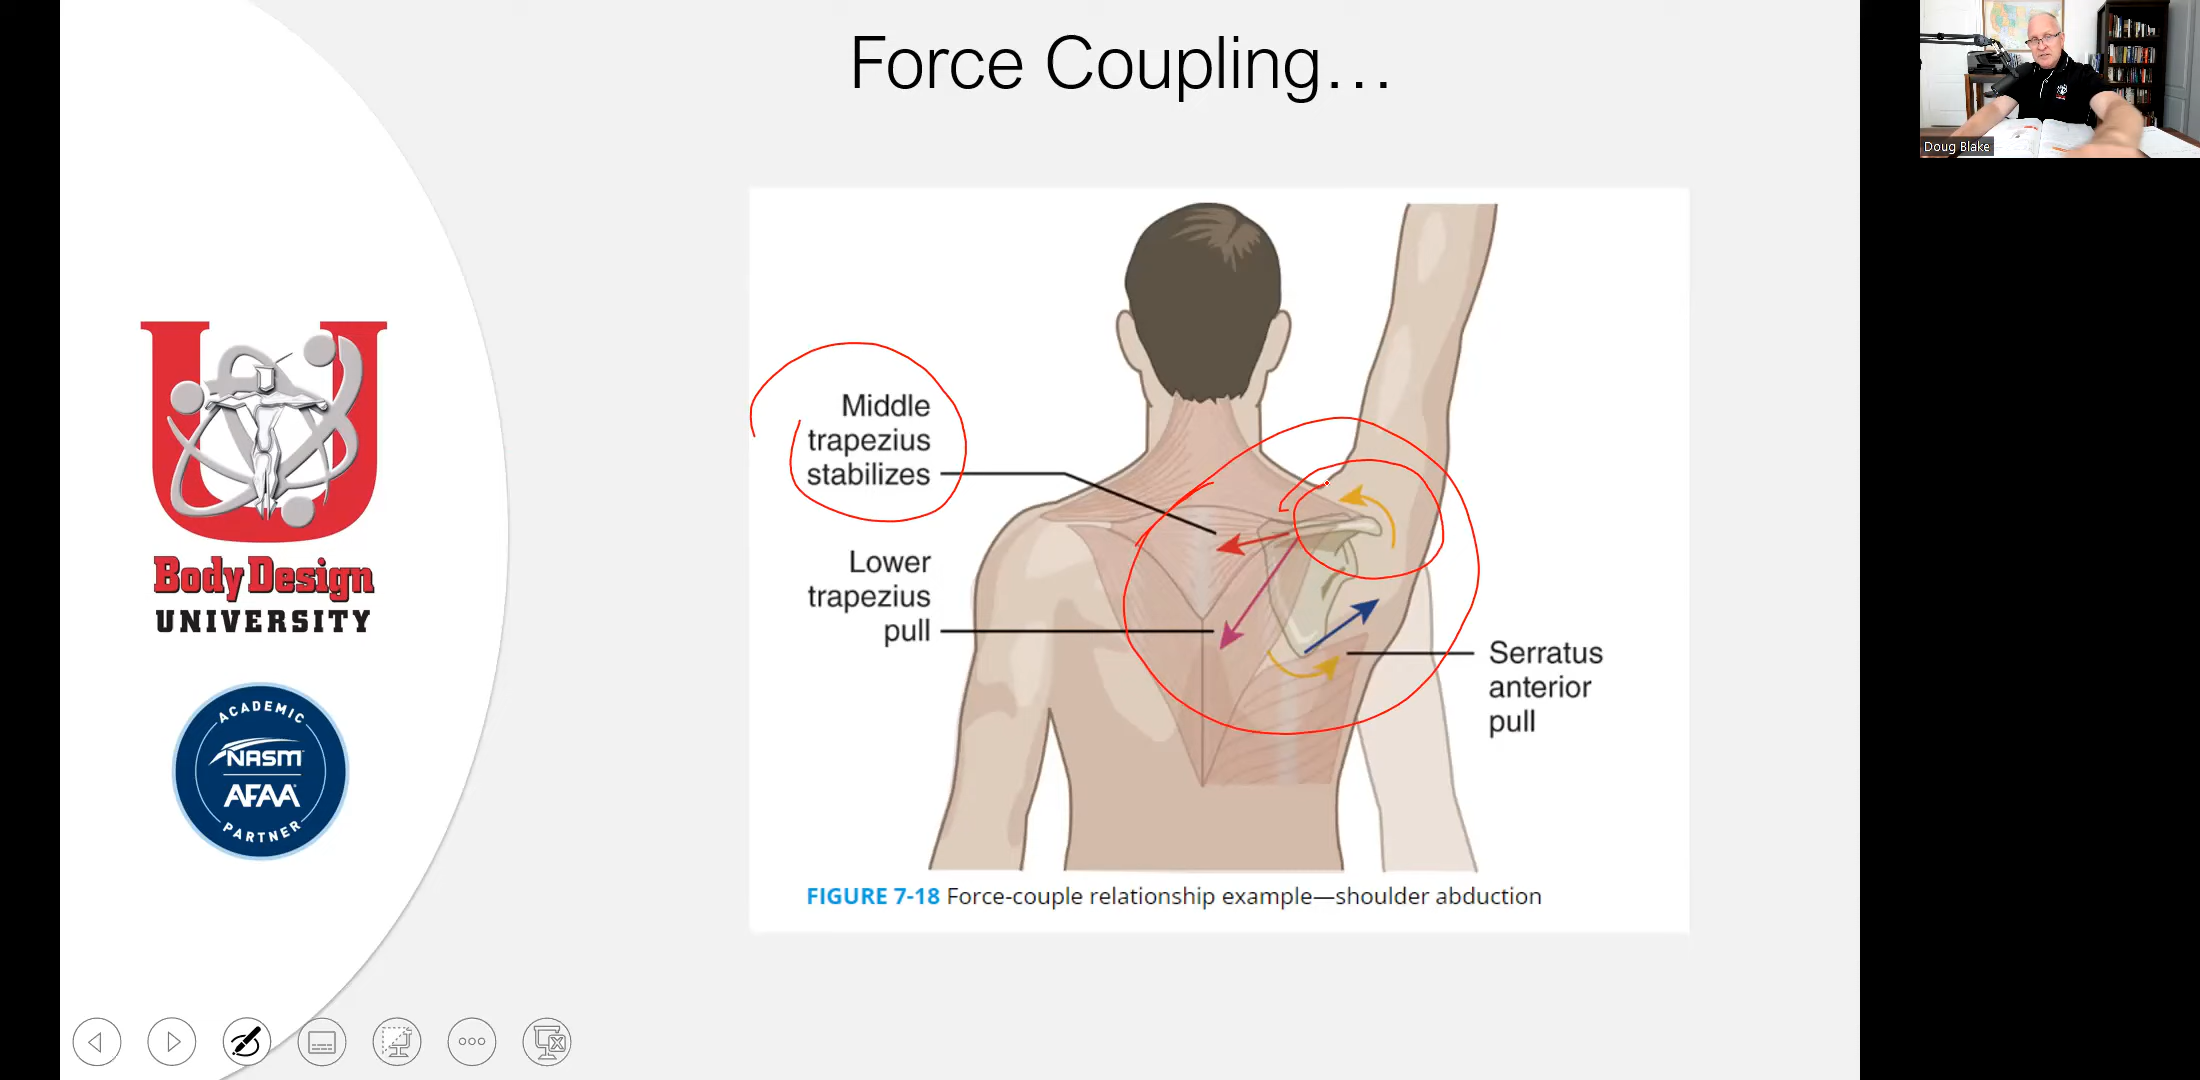 Force Coupling...
Doug Blake
Middle
trapezius
stabilizes
Lower
trapezius
pull
Serratus
anterior
pull
FIGURE 7-18 Force-couple relationship example—shoulder abduction
U
Body Design
UNIVERSITY
ACADEMIC
NASM
AFAA
PARTNER